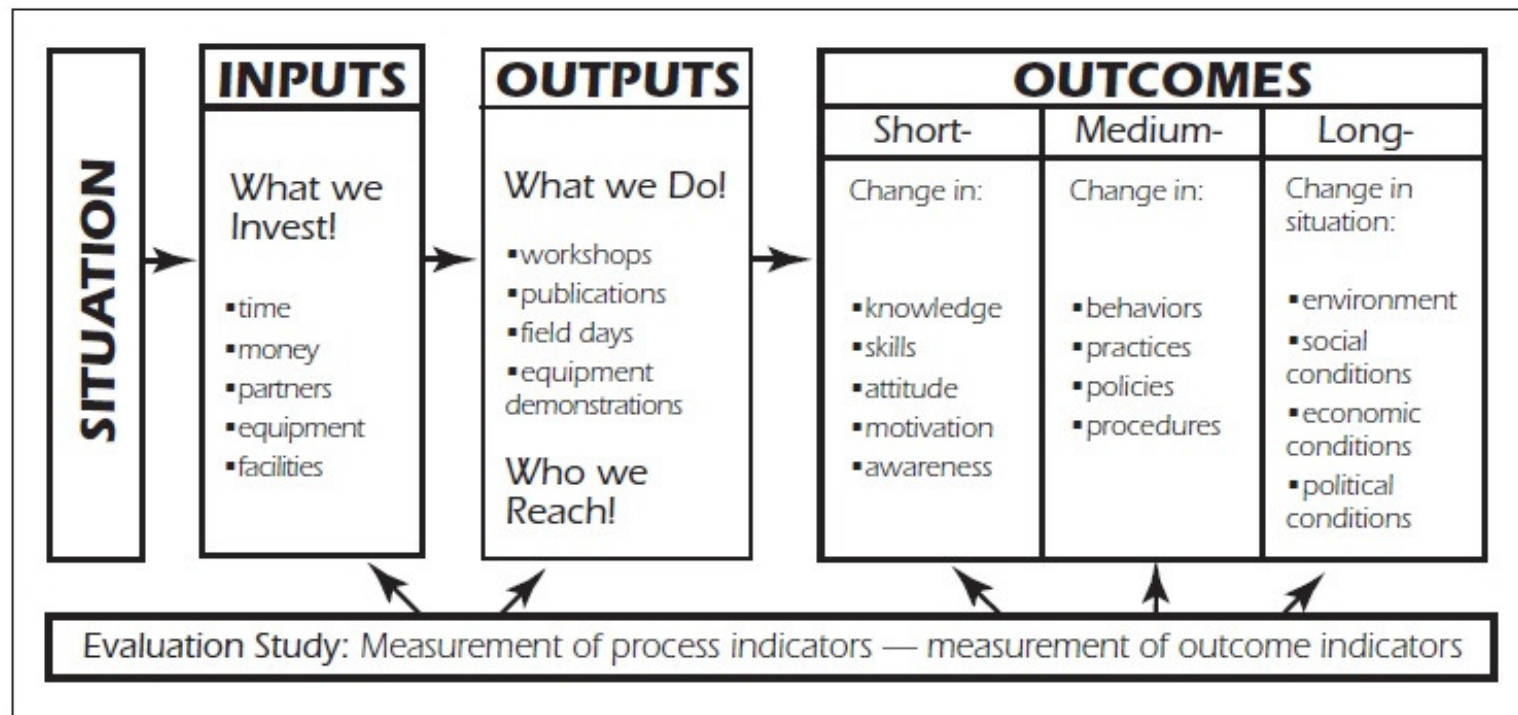 SITUATION
INPUTS
What we
Invest!
▪time
▪money
▪partners
▪equipment
▪facilities
OUTPUTS
What we Do!
▪workshops
▪publications
▪field days
▪equipment
demonstrations
Who we
Reach!
OUTCOMES
Short-
Change in:
▪knowledge
▪skills
▪attitude
▪motivation
▪awareness
Medium-
Change in:
▪behaviors
▪practices
▪policies
▪procedures
Long-
Change in
situation:
▪environment
▪social
conditions
▪economic
conditions
▪political
conditions
Evaluation Study: Measurement of process indicators — measurement of outcome indicators